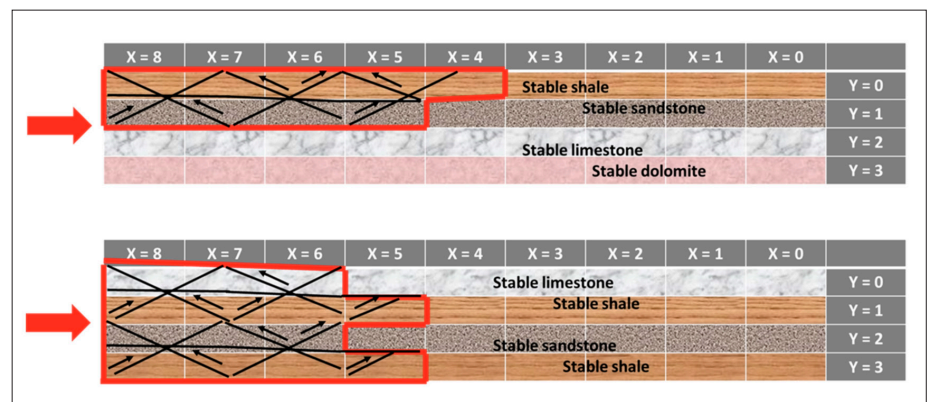 X = 8 X = 7 X = 6 X = 5 X = 4 X = 3 X = 2 X = 1 X = 0
Stable shale Y = 0
Stable sandstone Y = 1
Stable limestone Y = 2
Stable dolomite Y = 3
X = 8 X = 7 X = 6 X = 5 X = 4 X = 3 X = 2 X = 1 X = 0
Stable limestone Y = 0
Stable shale Y = 1
Stable sandstone Y = 2
Stable shale Y = 3